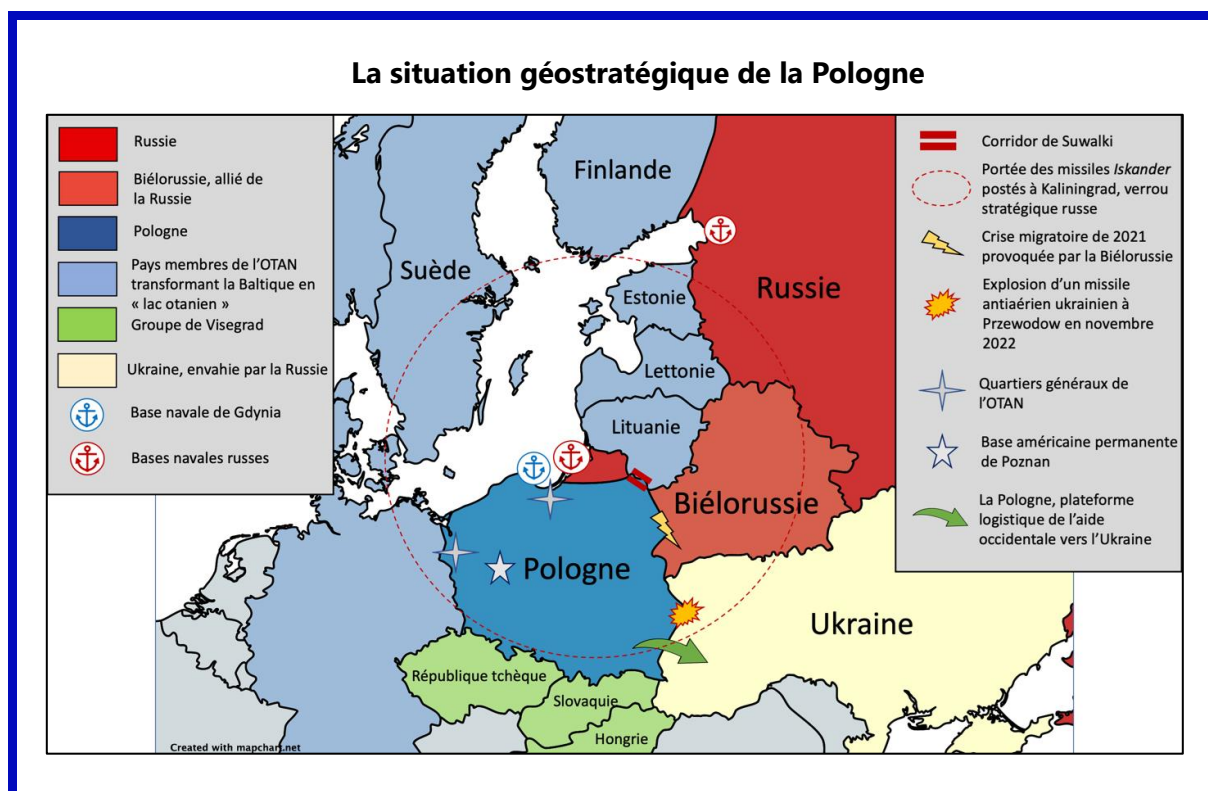 La situation géostratégique de la Pologne
Russie
Biélorussie, allié de
la Russie
Pologne
Pays membres de l'OTAN
transformant la Baltique en
« lac otanien »
Groupe de Visegrad
Ukraine, envahie par la Russie
Base navale de Gdynia
Bases navales russes
Corridor de Suwalki
Portée des missiles Iskander
postés à Kaliningrad, verrou
stratégique russe
Crise migratoire de 2021
provoquée par la Biélorussie
Explosion d'un missile
antiaérien ukrainien à
Przewodow en novembre
2022
Quartiers généraux de
l'OTAN
Base américaine permanente
de Poznan
La Pologne, plateforme
logistique de l'aide
occidentale vers l'Ukraine
Finlande
Suède
Russie
Estonie
Lettonie
Lituanie
Biélorussie
Pologne
Ukraine
République tchèque
Slovaquie
Hongrie
Created with mapchart.net